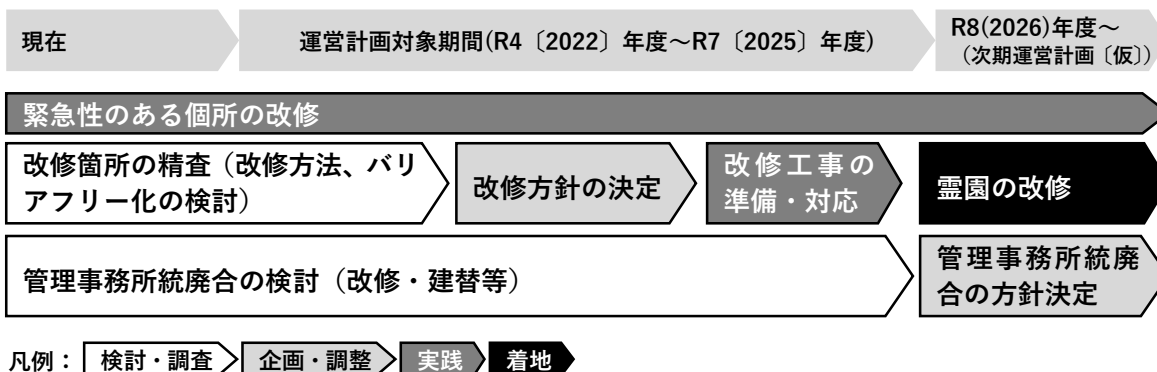 現在
運営計画対象期間(R4〔2022〕年度～R7〔2025〕年度)
R8(2026)年度～
（次期運営計画〔仮〕）
緊急性のある個所の改修
改修箇所の精査（改修方法、バリ
アフリー化の検討）
改修方針の決定
改修工事の
準備・対応
霊園の改修
管理事務所統廃合の検討（改修・建替等）
管理事務所統廃
合の方針決定
凡例： 検討・調査 企画・調整 実践 着地